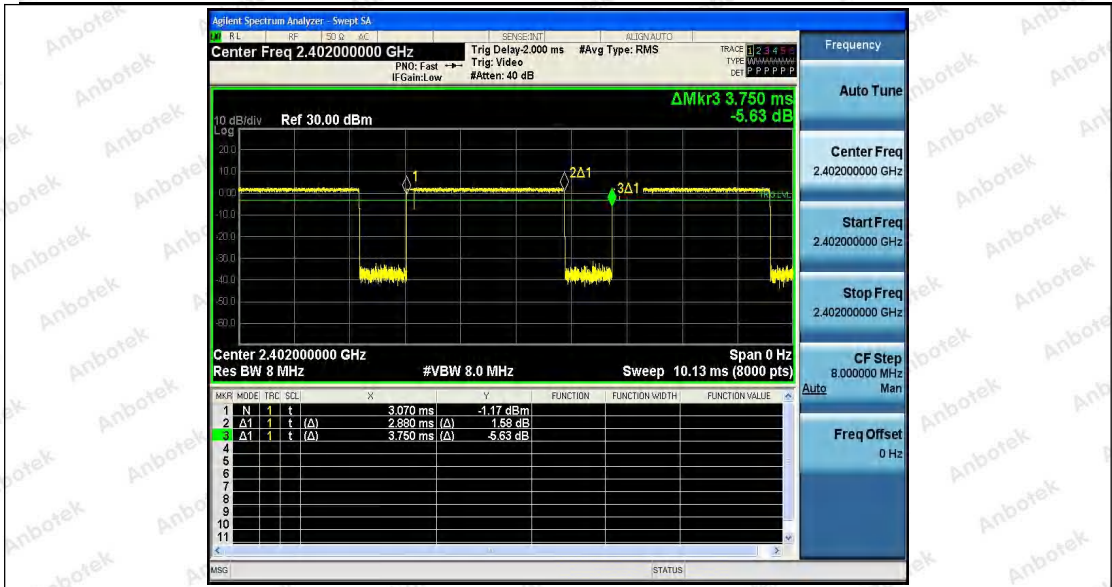 Agilent Spectrum Analyzer - Swept SA
RL RF 50 Ω AC SENSE:INT ALIGN AUTO
Center Freq 2.402000000 GHz
PNO: Fast
IFGain:Low
Trig Delay-2.000 ms
Trig: Video
#Atten: 40 dB
#Avg Type: RMS
TRACE 1 2 3 4 5 6
TYPE
DET P P P P P P
ΔMkr3 3.750 ms
-5.63 dB
10 dB/div
Log
Ref 30.00 dBm
20.0
10.0
0.00
-10.0
-20.0
-30.0
-40.0
-50.0
-60.0
1
2Δ1
3Δ1
TRIG LVL
Center 2.402000000 GHz
Span 0 Hz
Res BW 8 MHz
#VBW 8.0 MHz
Sweep 10.13 ms (8000 pts)
MKR MODE TRC SCL X Y FUNCTION FUNCTION WIDTH FUNCTION VALUE
1 N 1 t 3.070 ms -1.17 dBm
2 Δ1 1 t (Δ) 2.880 ms (Δ) 1.58 dB
3 Δ1 1 t (Δ) 3.750 ms (Δ) -5.63 dB
4
5
6
7
8
9
10
11
MSG
STATUS
Frequency
Auto Tune
Center Freq
2.402000000 GHz
Start Freq
2.402000000 GHz
Stop Freq
2.402000000 GHz
CF Step
8.000000 MHz
Auto Man
Freq Offset
0 Hz
Anbotek